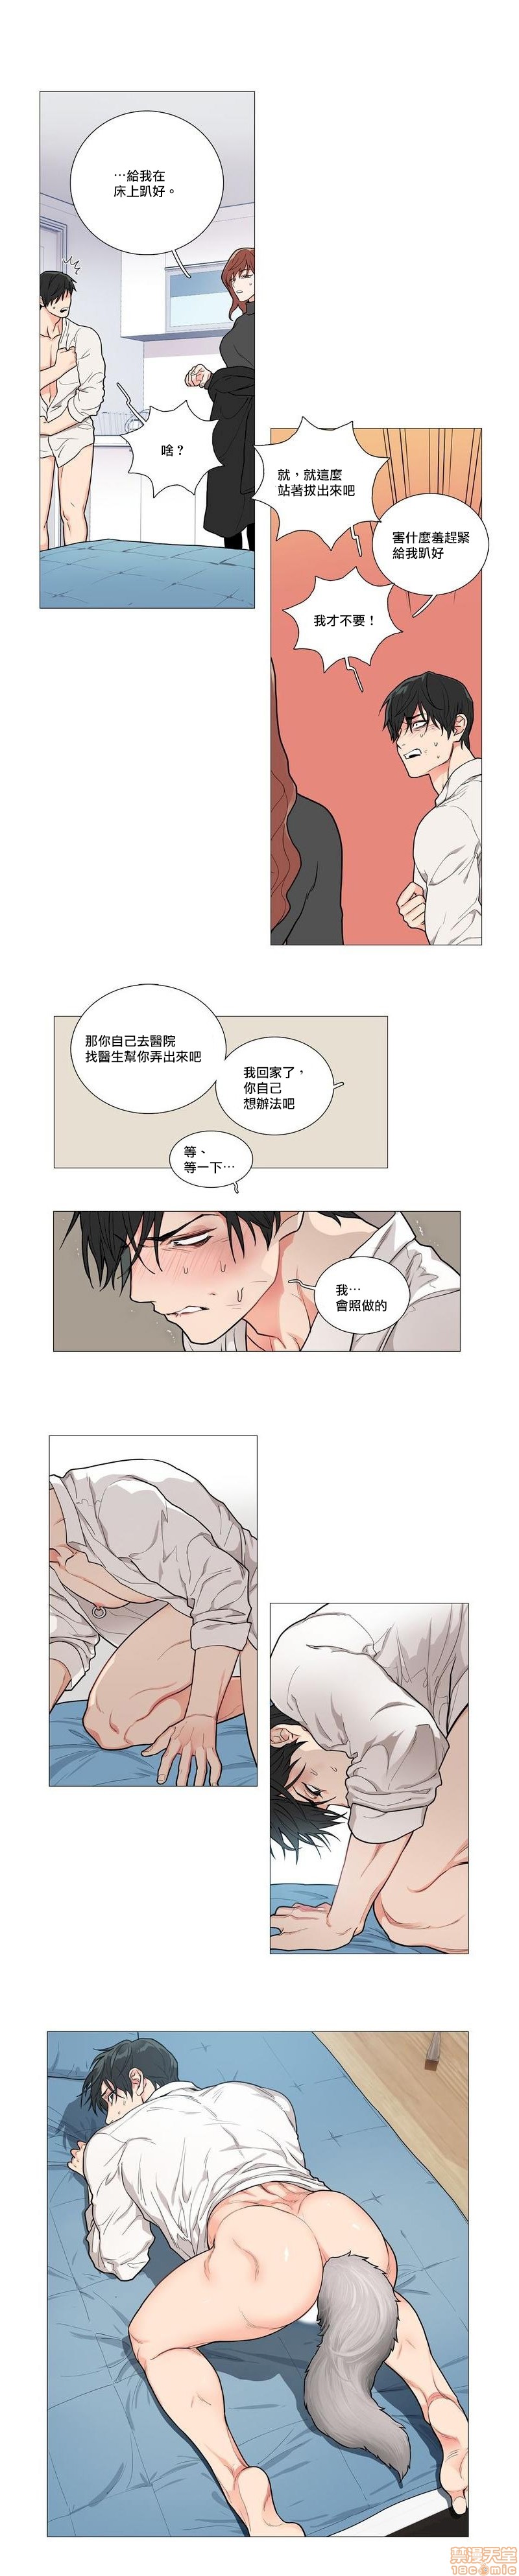 …給我在
床上趴好。
啥？
就，就這麼
站著拔出來吧
害什麼羞趕緊
給我趴好
我才不要！
那你自己去醫院
找醫生幫你弄出來吧
我回家了，
你自己
想辦法吧
等、
等一下…
我…
會照做的
禁漫天堂
18comic